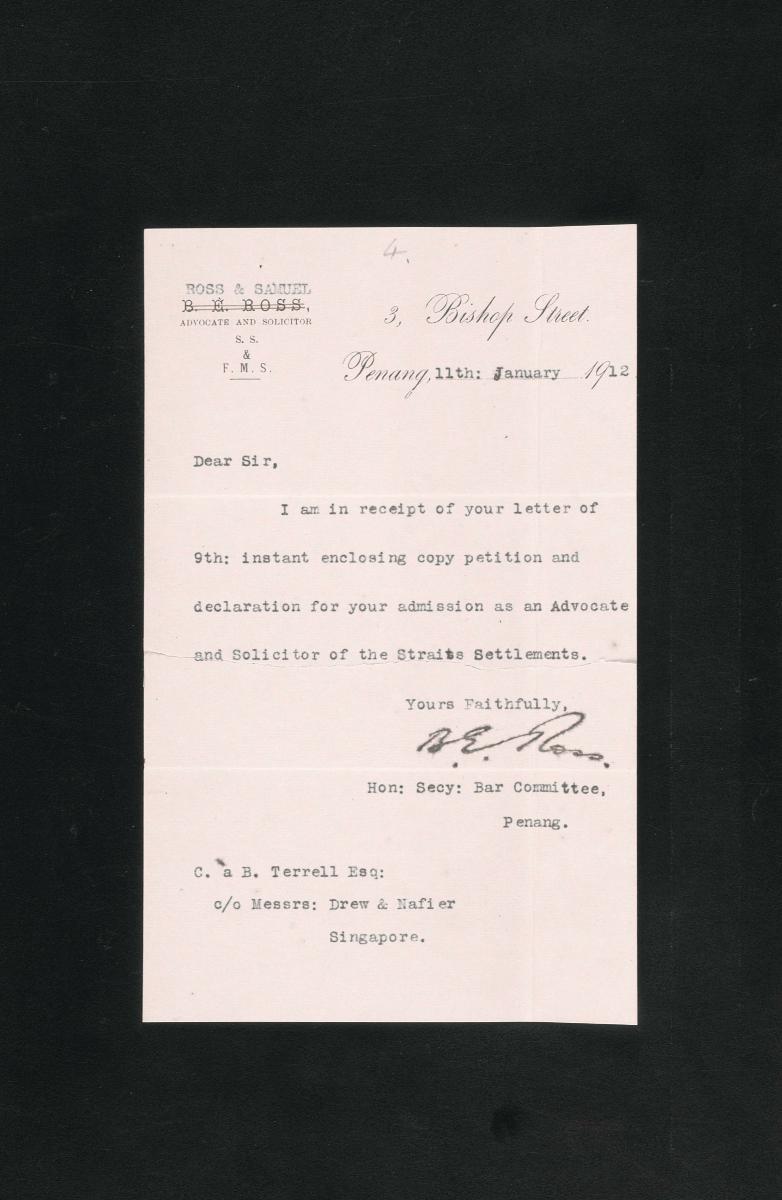 4.
ROSS & SAMUEL
B. E. ROSS,
ADVOCATE AND SOLICITOR
S. S.
&
F. M. S.
3, Bishop Street.
Penang, 11th: January 1912
Dear Sir,
I am in receipt of your letter of
9th: instant enclosing copy petition and
declaration for your admission as an Advocate
and Solicitor of the Straits Settlements.
Yours Faithfully,
B.E. Ross.
Hon: Secy: Bar Committee,
Penang.
C. a B. Terrell Esq:
c/o Messrs: Drew & Nafier
Singapore.